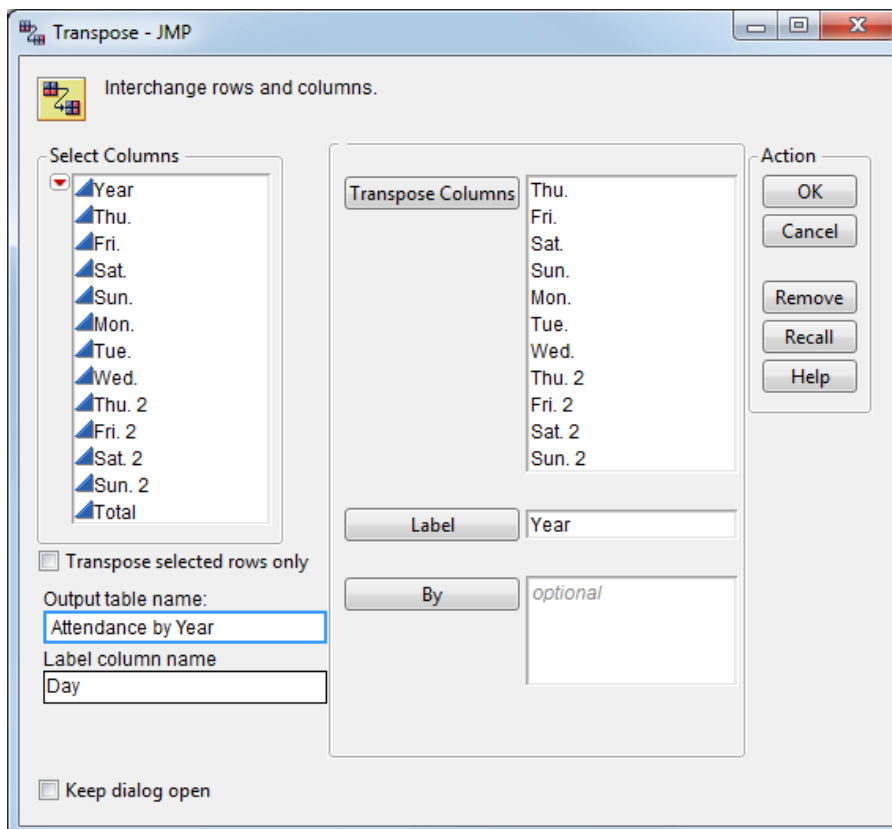 Transpose - JMP
Interchange rows and columns.
Select Columns
Year
Thu.
Fri.
Sat.
Sun.
Mon.
Tue.
Wed.
Thu. 2
Fri. 2
Sat. 2
Sun. 2
Total
Transpose selected rows only
Output table name:
Attendance by Year
Label column name
Day
Keep dialog open
Transpose Columns
Thu.
Fri.
Sat.
Sun.
Mon.
Tue.
Wed.
Thu. 2
Fri. 2
Sat. 2
Sun. 2
Label
Year
By
optional
Action
OK
Cancel
Remove
Recall
Help